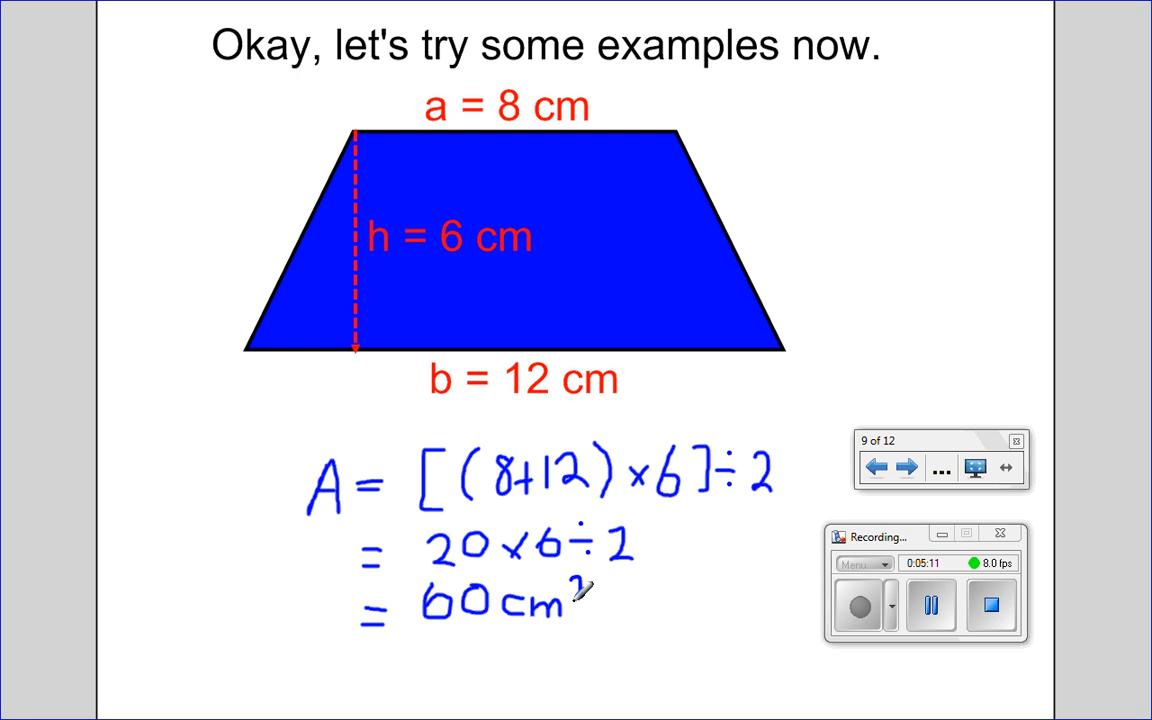 Okay, let's try some examples now.
a = 8 cm
h = 6 cm
b = 12 cm
A = [(8+12)×6]÷2
= 20×6÷2
= 60cm²
9 of 12
...
Recording...
Menu
0:05:11
8.0 fps